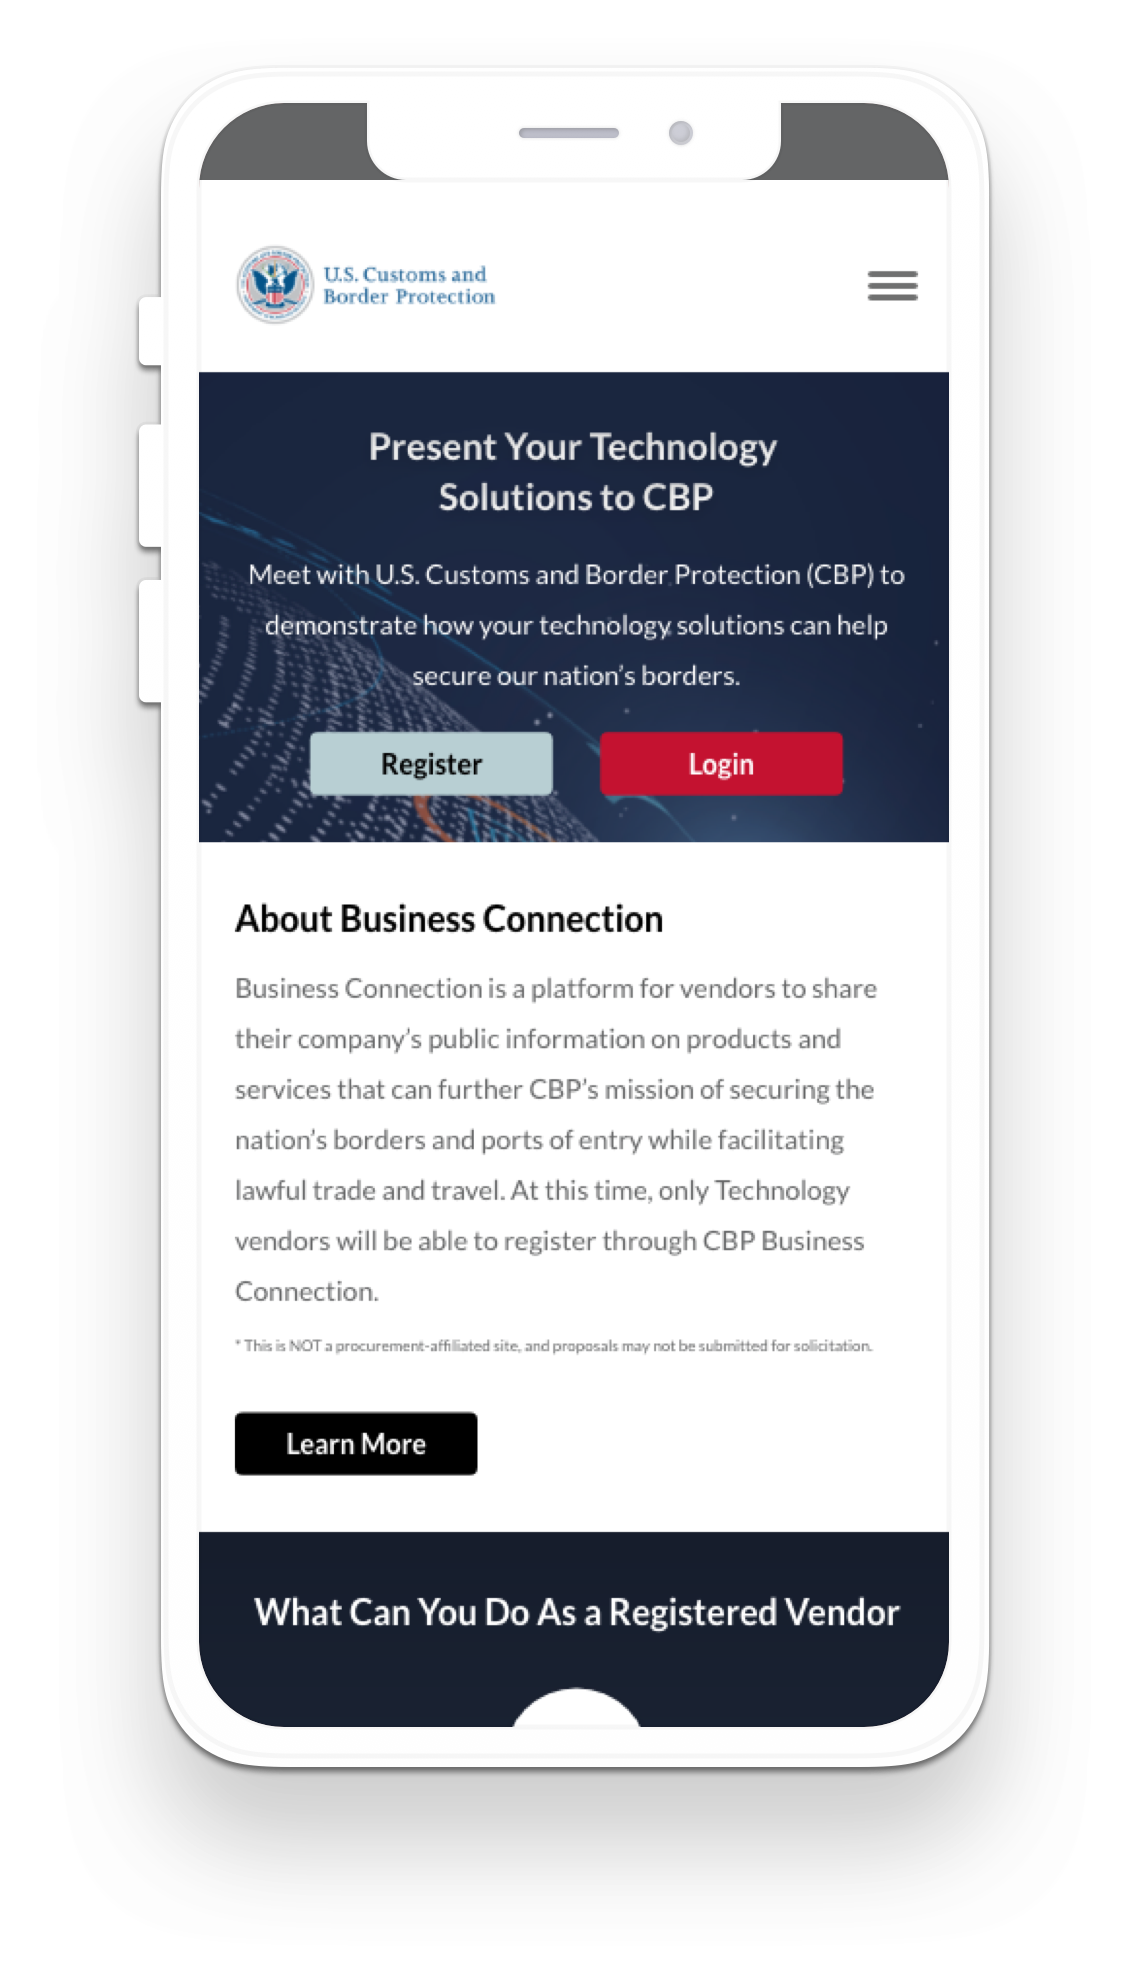 U.S. Customs and
Border Protection
Present Your Technology
Solutions to CBP
Meet with U.S. Customs and Border Protection (CBP) to
demonstrate how your technology solutions can help
secure our nation’s borders.
Register
Login
About Business Connection
Business Connection is a platform for vendors to share
their company’s public information on products and
services that can further CBP’s mission of securing the
nation’s borders and ports of entry while facilitating
lawful trade and travel. At this time, only Technology
vendors will be able to register through CBP Business
Connection.
* This is NOT a procurement-affiliated site, and proposals may not be submitted for solicitation.
Learn More
What Can You Do As a Registered Vendor